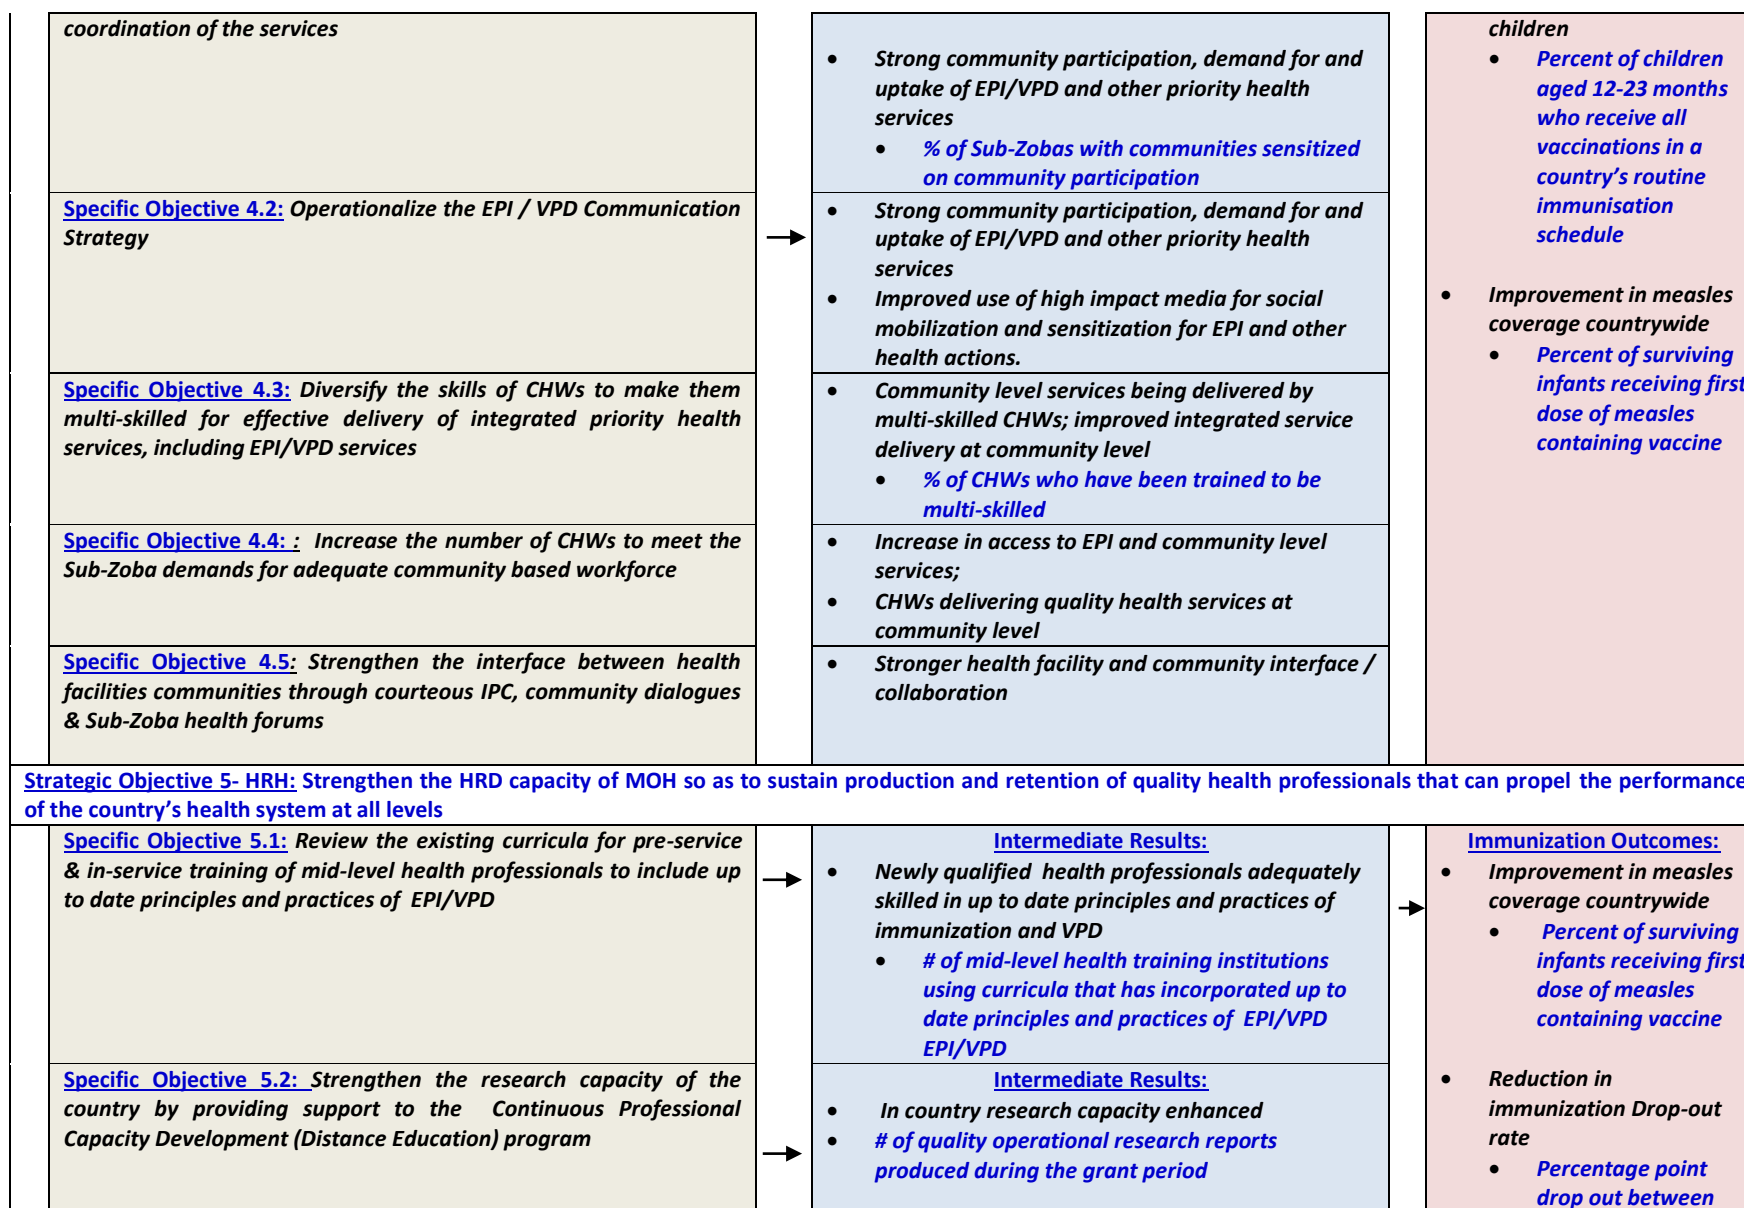 coordination of the services
• Strong community participation, demand for and
uptake of EPI/VPD and other priority health
services
• % of Sub-Zobas with communities sensitized
on community participation
Specific Objective 4.2: Operationalize the EPI / VPD Communication
Strategy
• Strong community participation, demand for and
uptake of EPI/VPD and other priority health
services
• Improved use of high impact media for social
mobilization and sensitization for EPI and other
health actions.
Specific Objective 4.3: Diversify the skills of CHWs to make them
multi-skilled for effective delivery of integrated priority health
services, including EPI/VPD services
• Community level services being delivered by
multi-skilled CHWs; improved integrated service
delivery at community level
• % of CHWs who have been trained to be
multi-skilled
Specific Objective 4.4: : Increase the number of CHWs to meet the
Sub-Zoba demands for adequate community based workforce
• Increase in access to EPI and community level
services;
• CHWs delivering quality health services at
community level
Specific Objective 4.5: Strengthen the interface between health
facilities communities through courteous IPC, community dialogues
& Sub-Zoba health forums
• Stronger health facility and community interface /
collaboration
children
• Percent of children
aged 12-23 months
who receive all
vaccinations in a
country’s routine
immunisation
schedule
• Improvement in measles
coverage countrywide
• Percent of surviving
infants receiving first
dose of measles
containing vaccine
Strategic Objective 5- HRH: Strengthen the HRD capacity of MOH so as to sustain production and retention of quality health professionals that can propel the performance
of the country’s health system at all levels
Specific Objective 5.1: Review the existing curricula for pre-service
& in-service training of mid-level health professionals to include up
to date principles and practices of EPI/VPD
Intermediate Results:
• Newly qualified health professionals adequately
skilled in up to date principles and practices of
immunization and VPD
• # of mid-level health training institutions
using curricula that has incorporated up to
date principles and practices of EPI/VPD
EPI/VPD
Specific Objective 5.2: Strengthen the research capacity of the
country by providing support to the Continuous Professional
Capacity Development (Distance Education) program
Intermediate Results:
• In country research capacity enhanced
• # of quality operational research reports
produced during the grant period
Immunization Outcomes:
• Improvement in measles
coverage countrywide
• Percent of surviving
infants receiving first
dose of measles
containing vaccine
• Reduction in
immunization Drop-out
rate
• Percentage point
drop out between